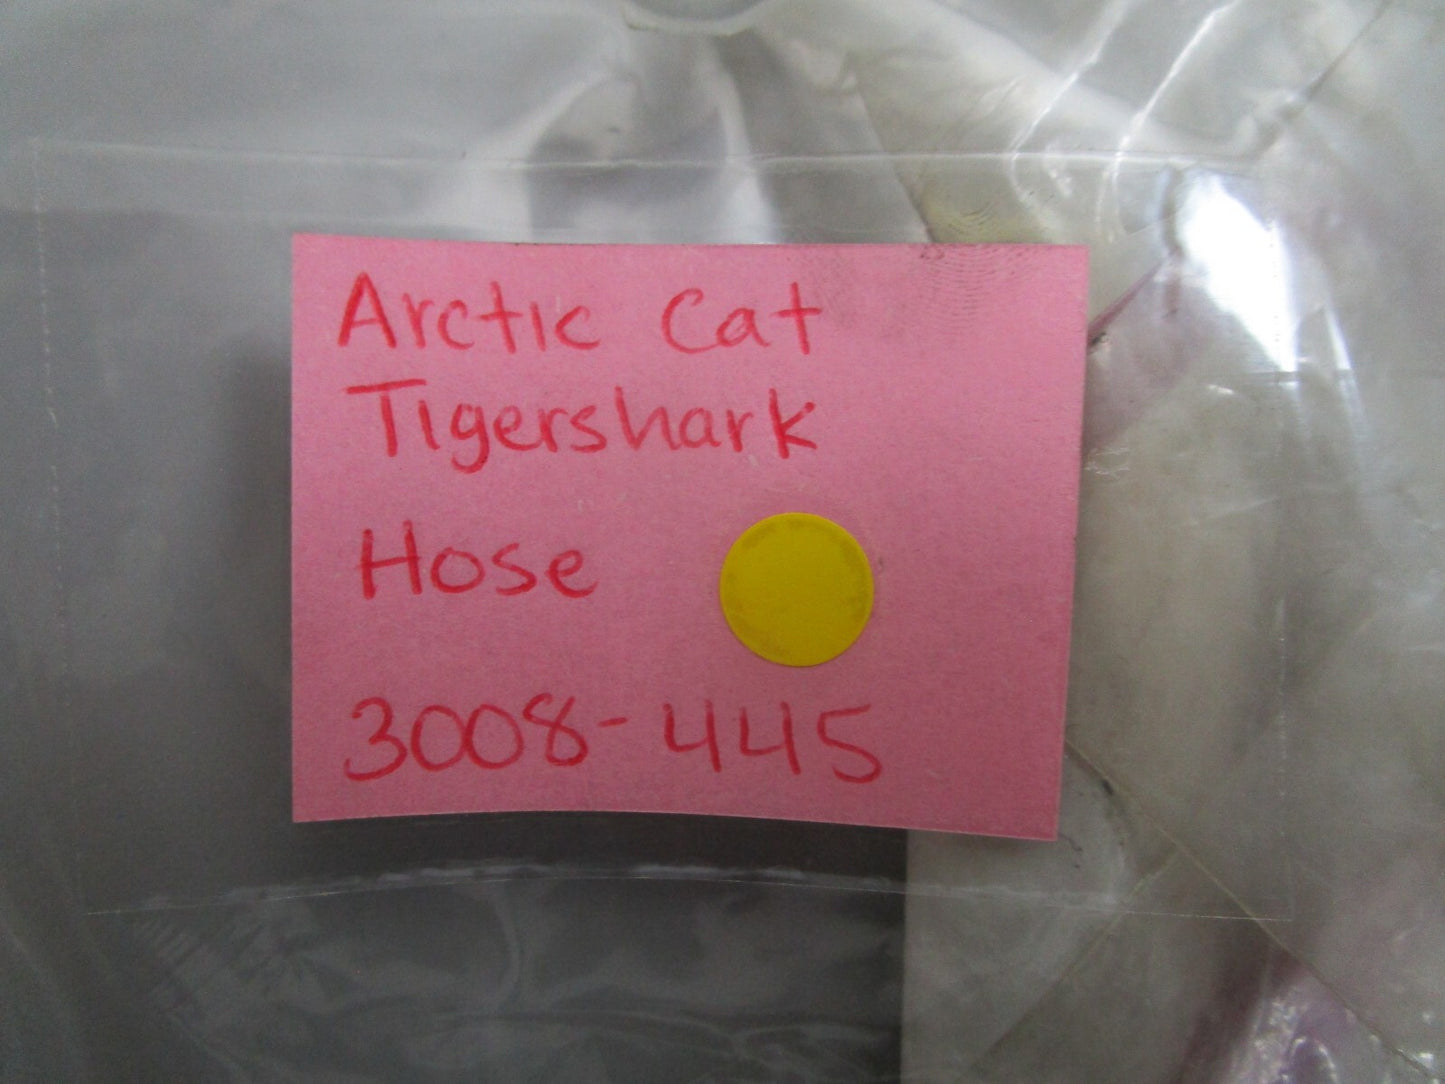 Arctic Cat
Tigershark
Hose
3008-445